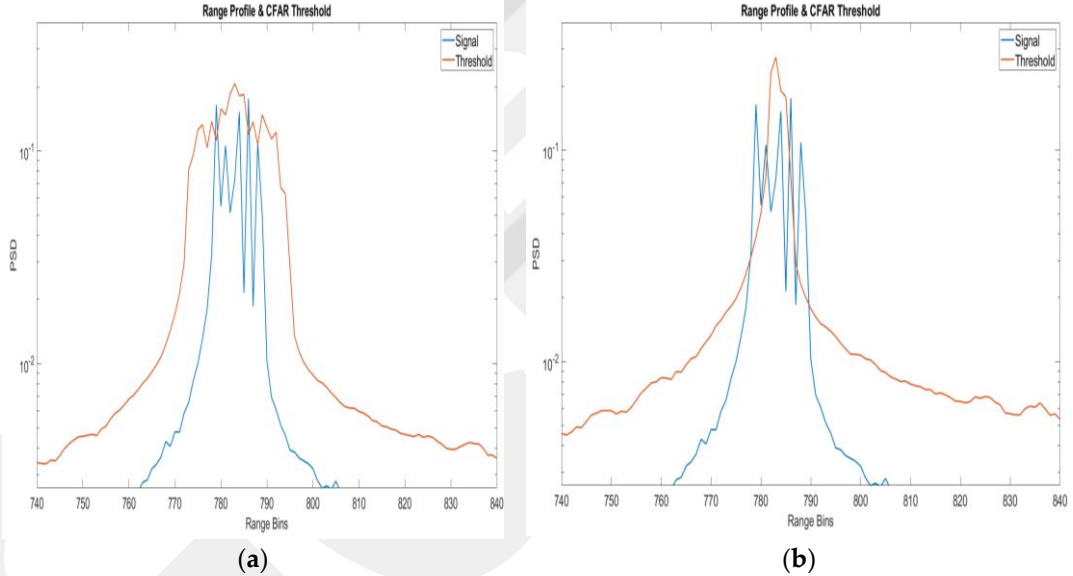 Range Profile & CFAR Threshold
Signal
Threshold
PSD
10⁻¹
10⁻²
740 750 760 770 780 790 800 810 820 830 840
Range Bins
(a)
Range Profile & CFAR Threshold
Signal
Threshold
PSD
10⁻¹
10⁻²
740 750 760 770 780 790 800 810 820 830 840
Range Bins
(b)